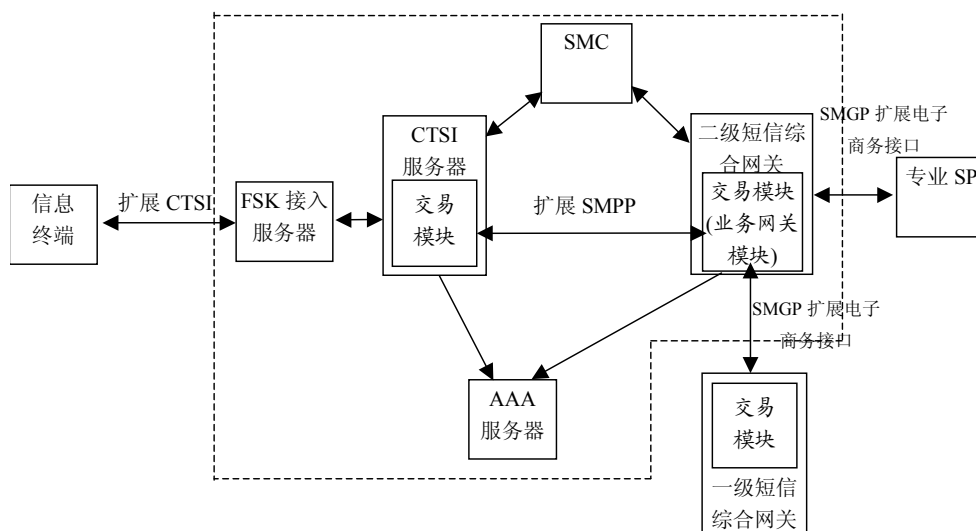 SMC
CTSI
服务器
交易
模块
二级短信综
合网关
交易模块
(业务网关
模块)
SMGP 扩展电子
商务接口
专业 SP
信息
终端
扩展 CTSI
FSK 接入
服务器
扩展 SMPP
SMGP 扩展电子
商务接口
AAA
服务器
交易
模块
一级短信
综合网关